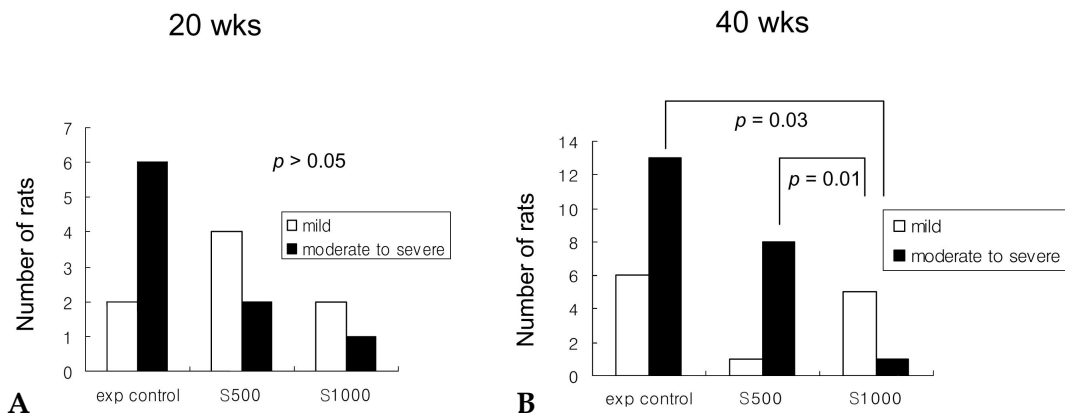 20 wks
7
6
5
4
3
2
1
0
Number of rats
p > 0.05
mild
moderate to severe
exp control S500 S1000
A
40 wks
14
12
10
8
6
4
2
0
Number of rats
p = 0.03
p = 0.01
mild
moderate to severe
exp control S500 S1000
B